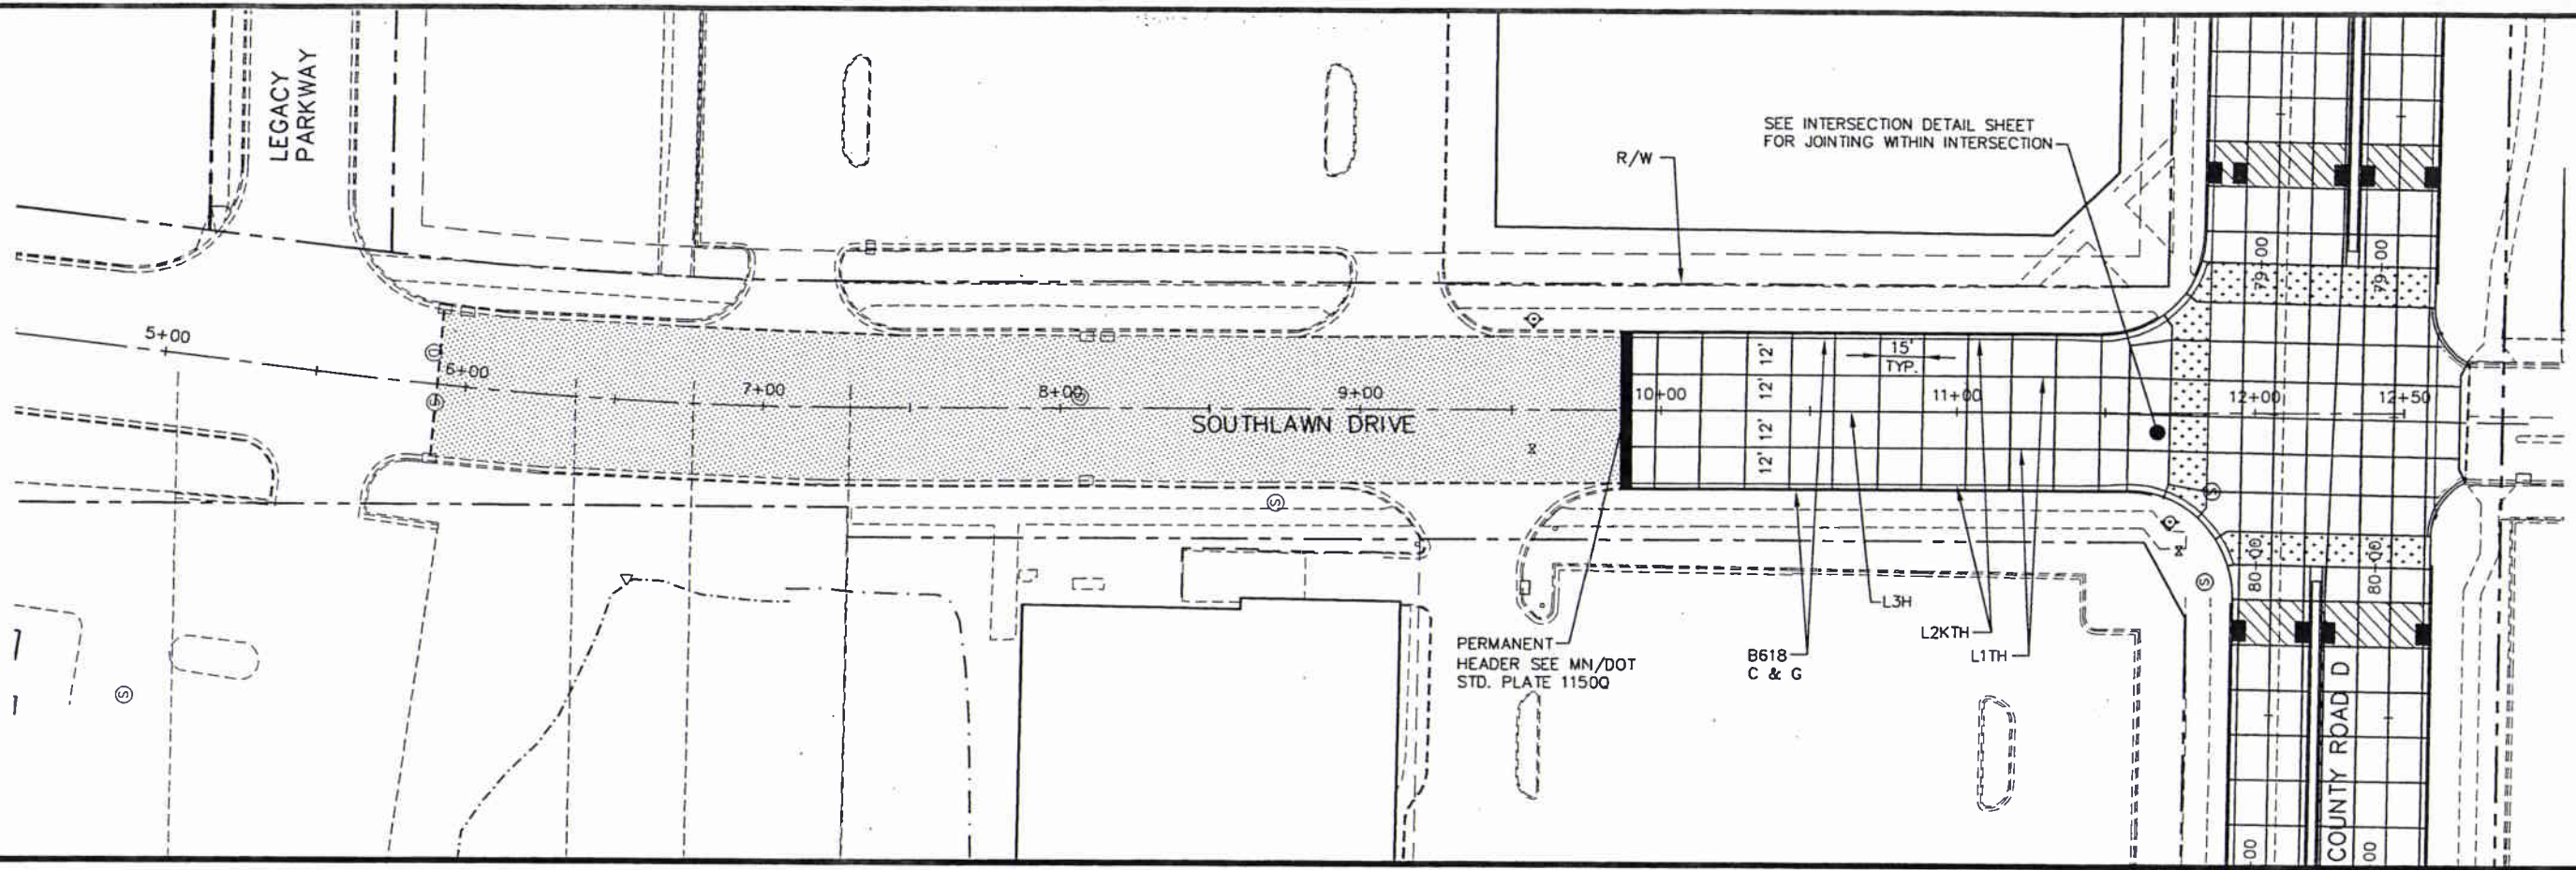 LEGACY
PARKWAY
SEE INTERSECTION DETAIL SHEET
FOR JOINTING WITHIN INTERSECTION
R/W
5+00
6+00
7+00
8+00
9+00
10+00
11+00
12+00
12+50
SOUTHLAWN DRIVE
12'
12'
12'
12'
15'
TYP.
79+00
79+00
80+00
80+00
PERMANENT
HEADER SEE MN/DOT
STD. PLATE 1150Q
B618
C & G
L3H
L2KTH
L1TH
COUNTY ROAD D
00
00
S
S
S
S